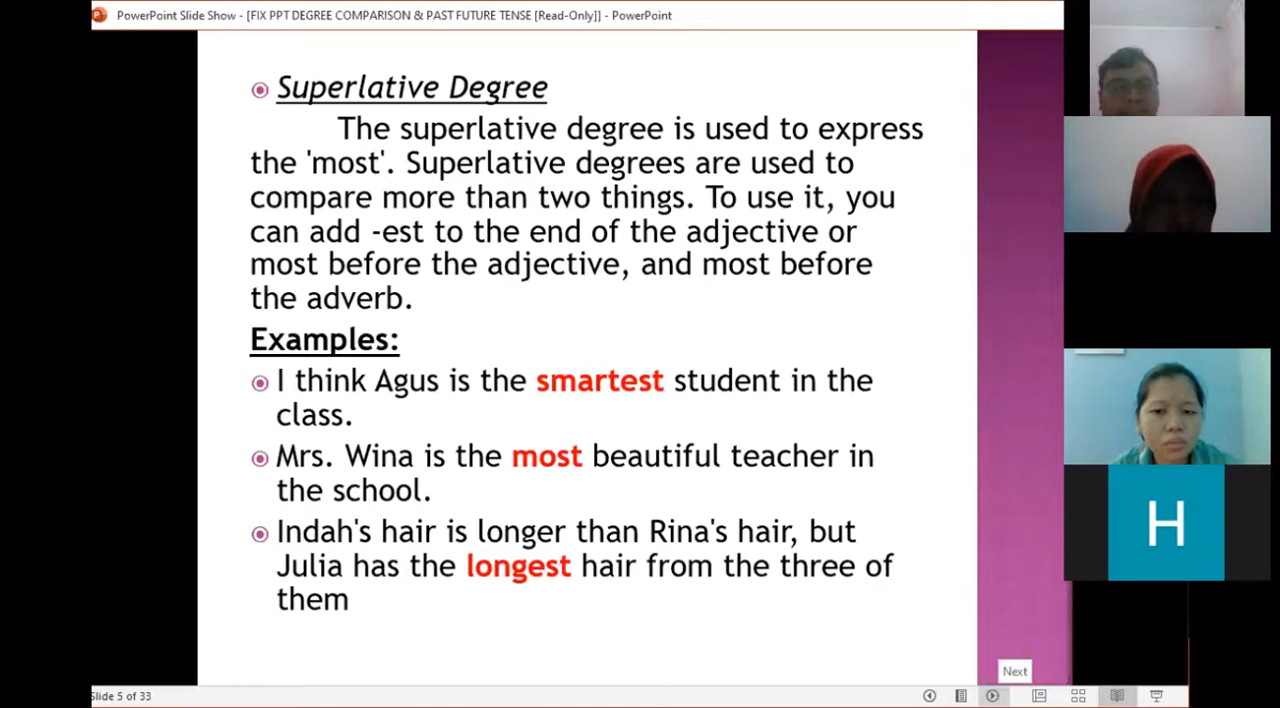 PowerPoint Slide Show - [FIX PPT DEGREE COMPARISON & PAST FUTURE TENSE [Read-Only]] - PowerPoint
Superlative Degree
The superlative degree is used to express
the 'most'. Superlative degrees are used to
compare more than two things. To use it, you
can add -est to the end of the adjective or
most before the adjective, and most before
the adverb.
Examples:
I think Agus is the smartest student in the
class.
Mrs. Wina is the most beautiful teacher in
the school.
Indah's hair is longer than Rina's hair, but
Julia has the longest hair from the three of
them
H
Next
Slide 5 of 33